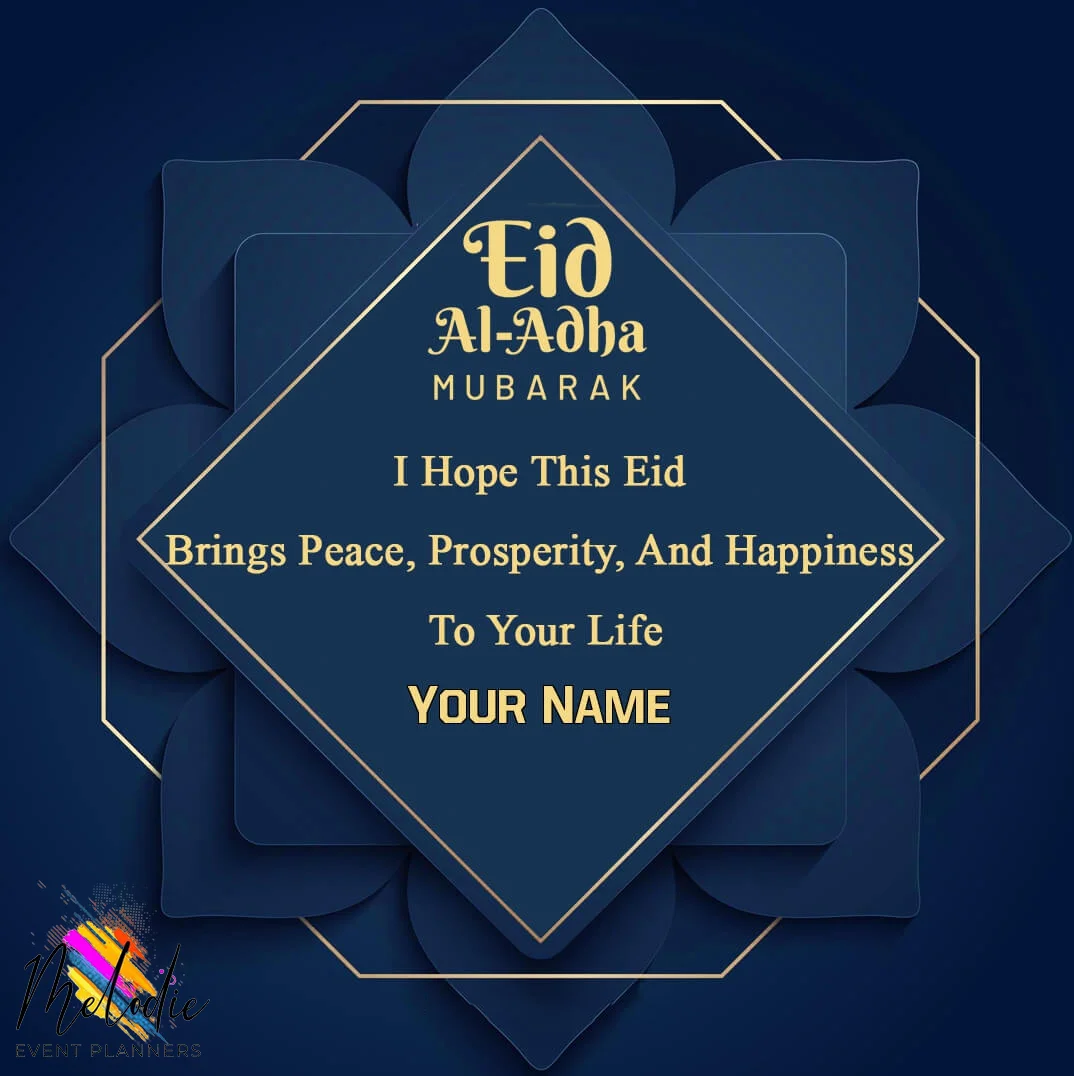 Eid
Al-Adha
MUBARAK
I Hope This Eid
Brings Peace, Prosperity, And Happiness
To Your Life
YOUR NAME
Melodie
EVENT PLANNERS